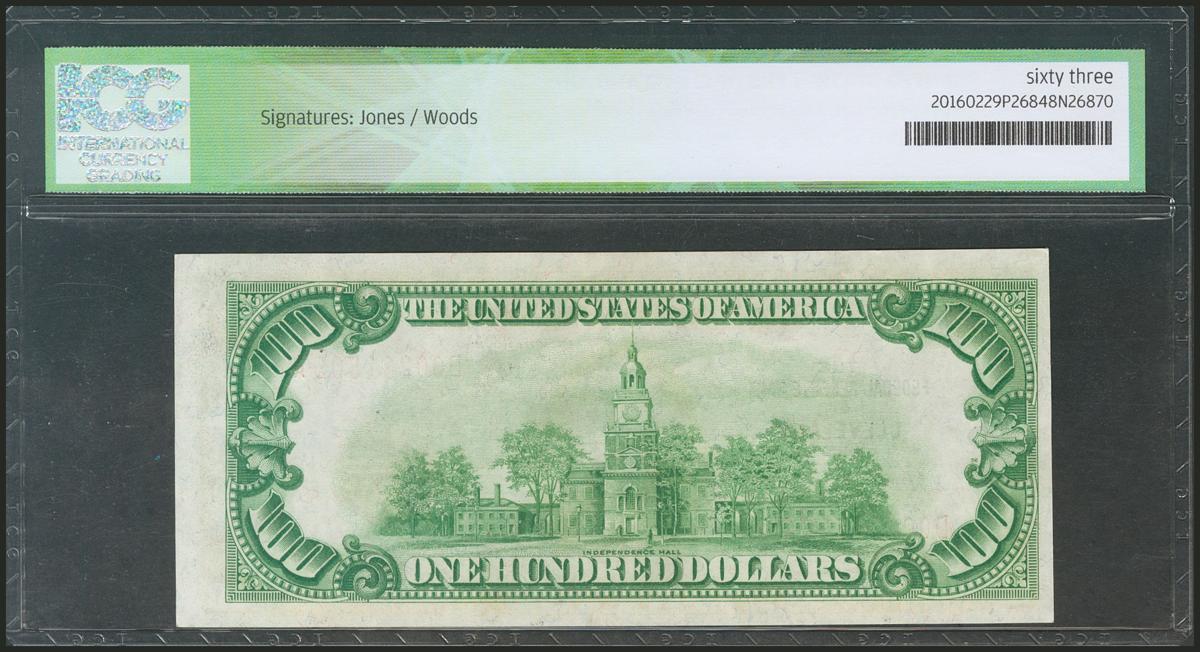 ICG
INTERNATIONAL
CURRENCY
GRADING
Signatures: Jones / Woods
sixty three
20160229P26848N26870
THE UNITED STATES OF AMERICA
100
100
100
100
INDEPENDENCE HALL
ONE HUNDRED DOLLARS